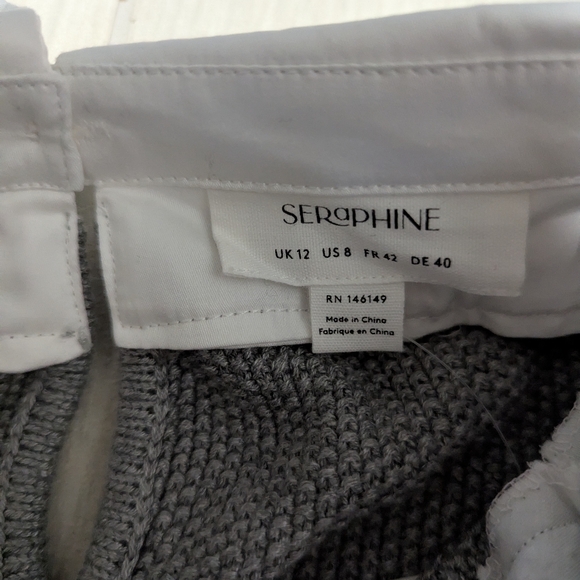 SERaPHINE
UK 12 US 8 FR 42 DE 40
RN 146149
Made in China
Fabrique en China